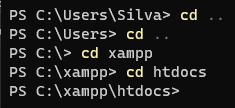 PS C:\Users\Silva> cd ..
PS C:\Users> cd ..
PS C:\> cd xampp
PS C:\xampp> cd htdocs
PS C:\xampp\htdocs>